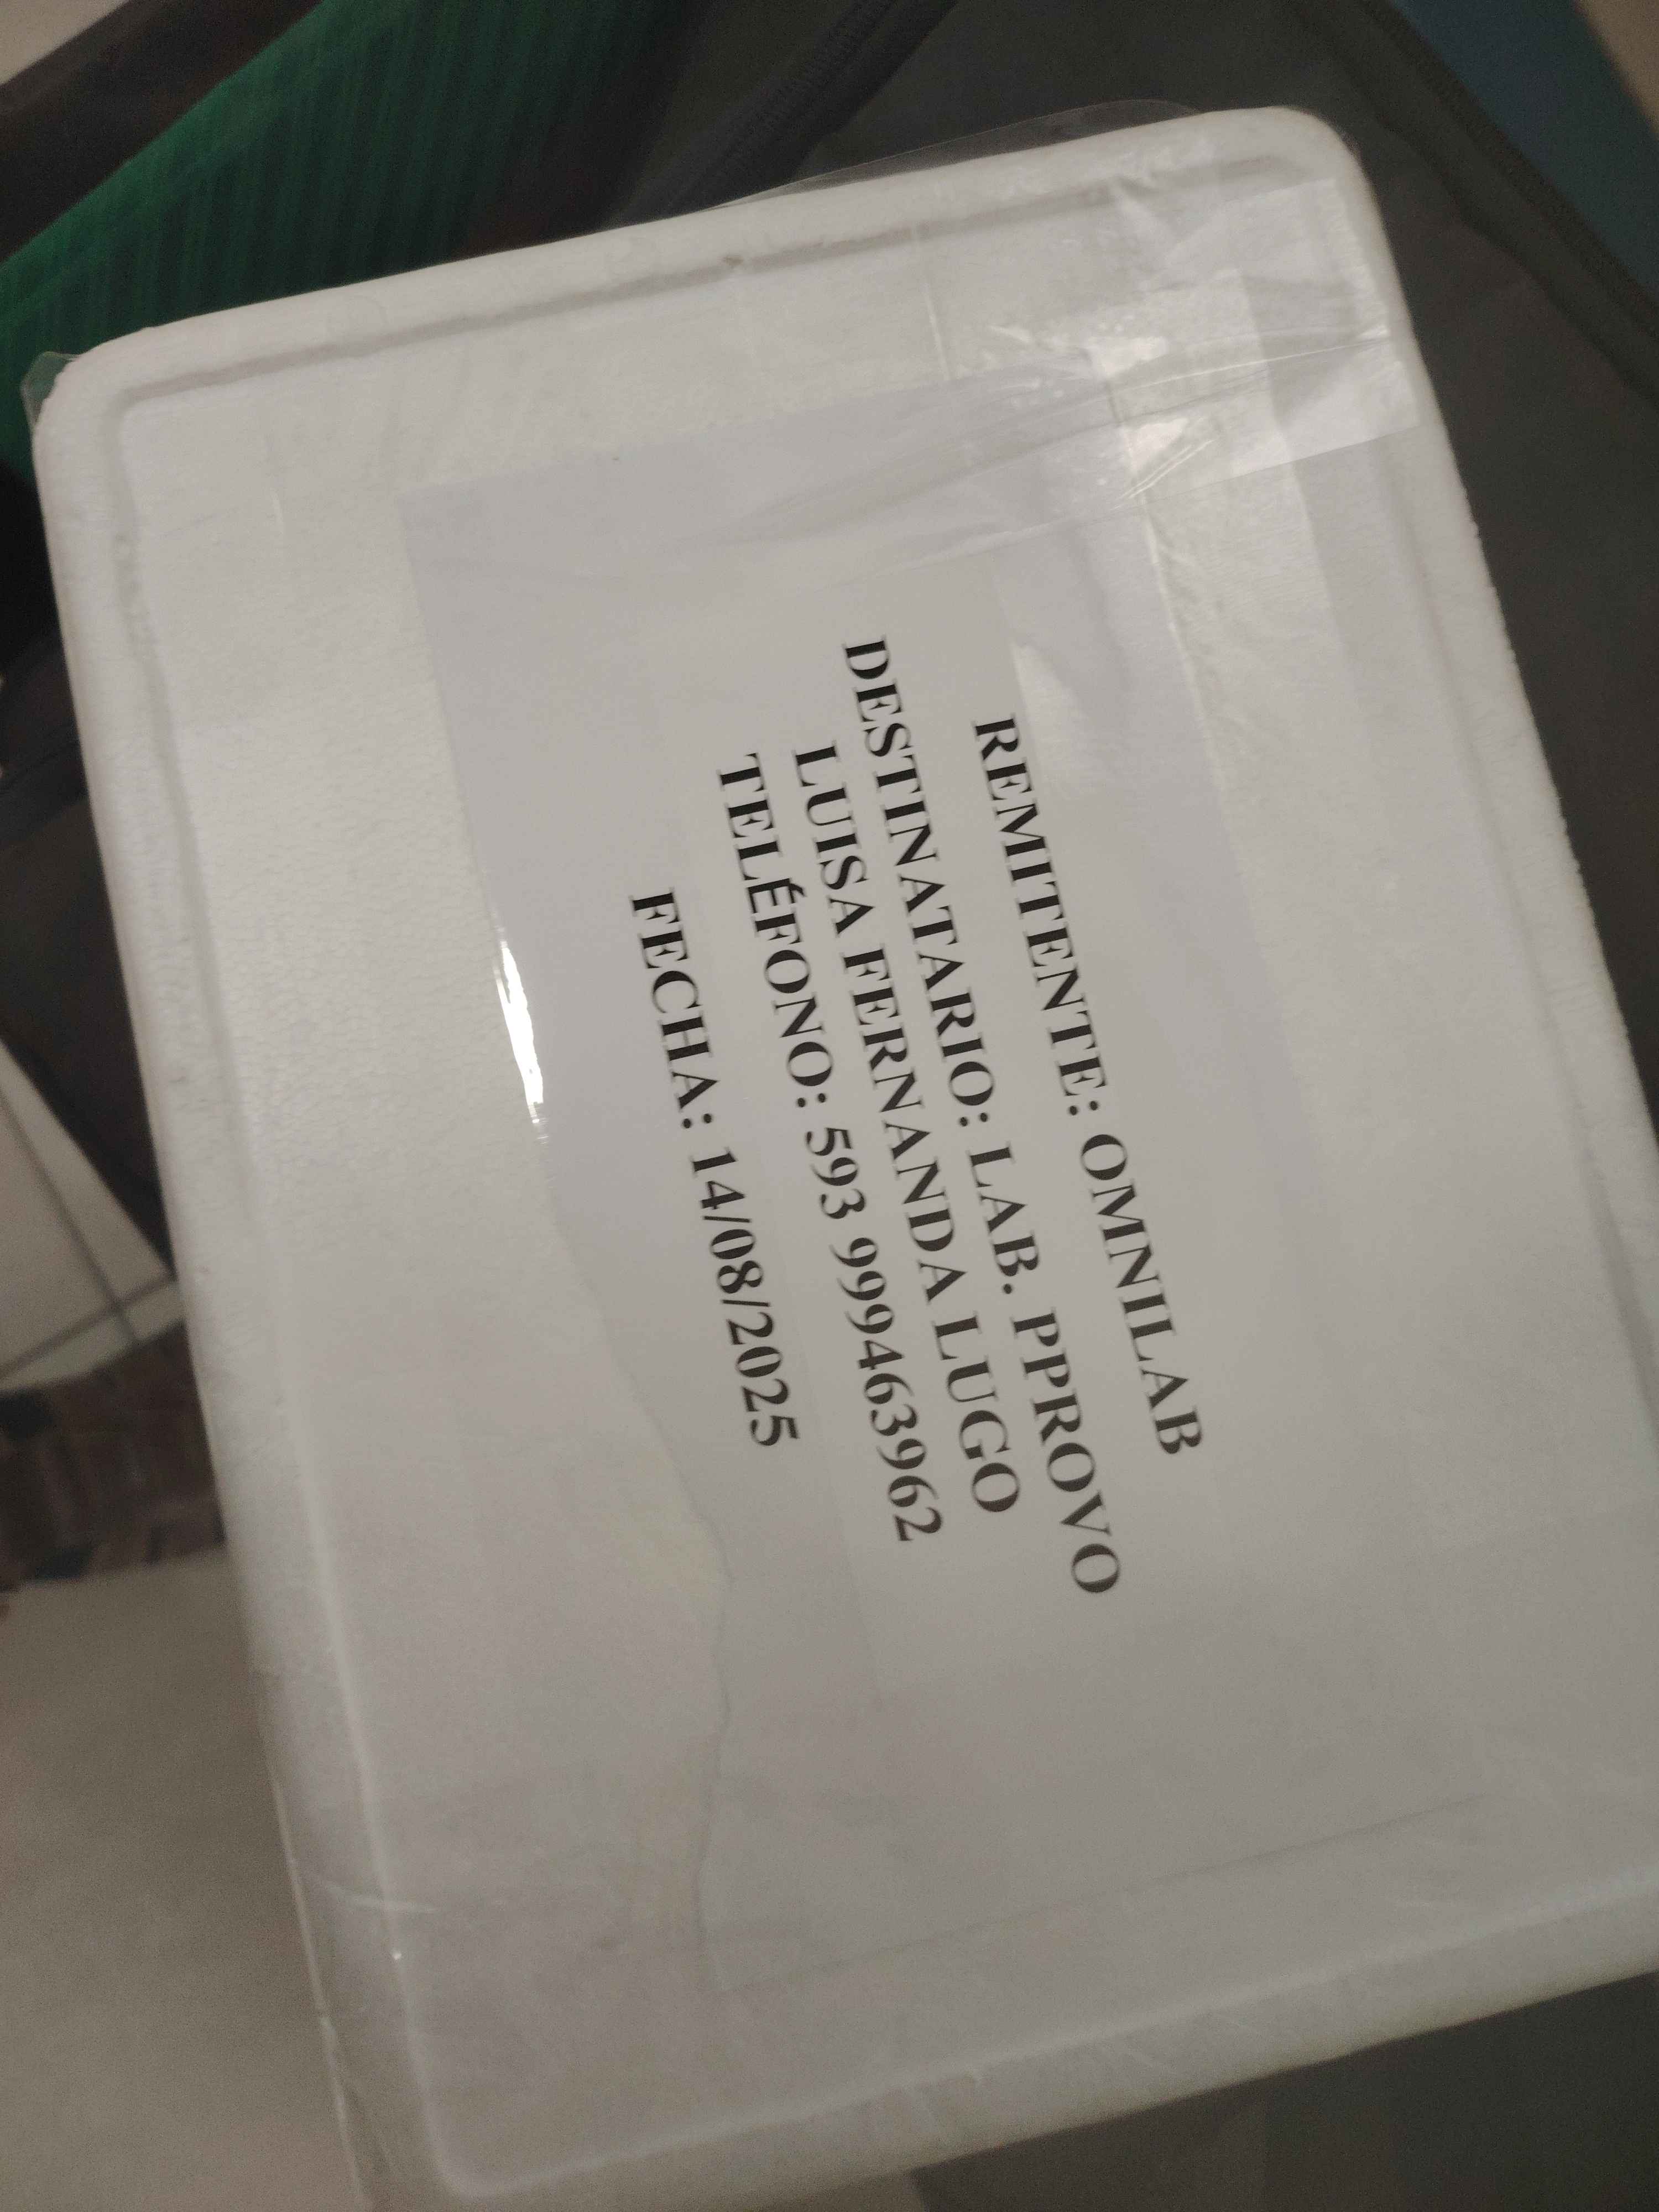 REMITENTE: OMNILAB
DESTINATARIO: LAB. PPROVO
LUISA FERNANDA LUGO
TELÉFONO: 593 999463962
FECHA: 14/08/2025